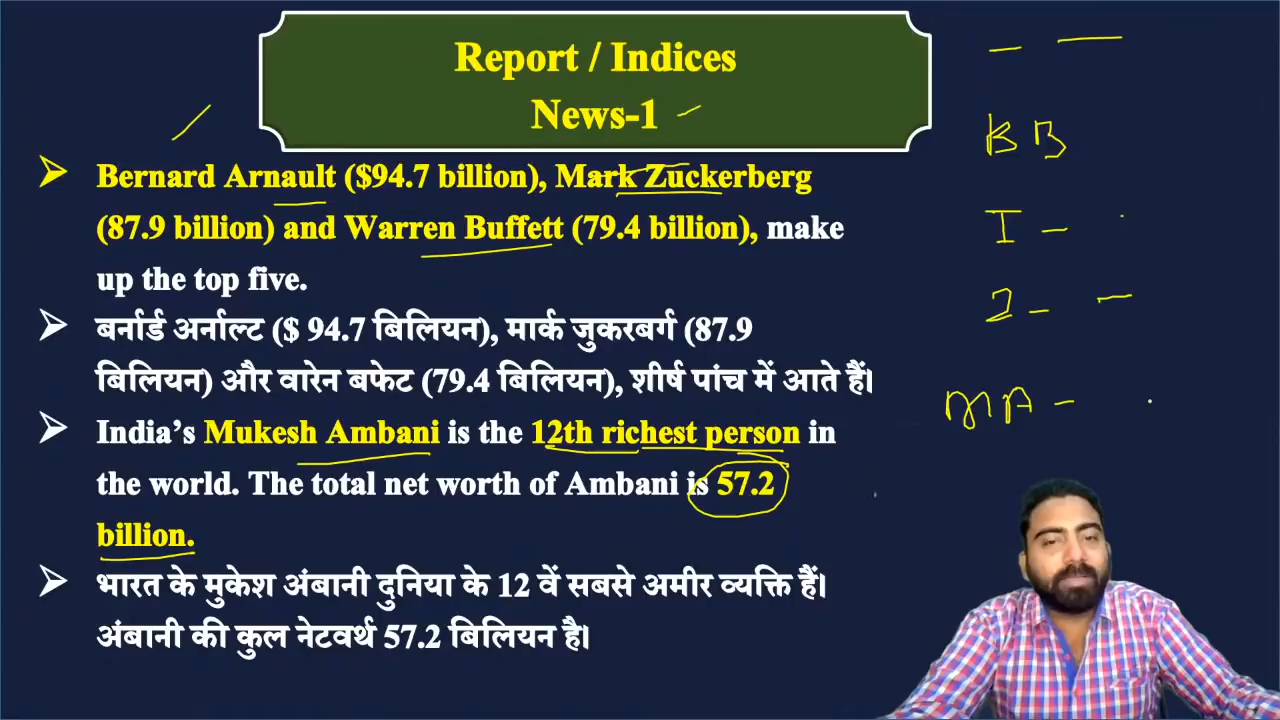 Report / Indices
News-1
Bernard Arnault ($94.7 billion), Mark Zuckerberg
(87.9 billion) and Warren Buffett (79.4 billion), make
up the top five.
बर्नार्ड अर्नाल्ट ($ 94.7 बिलियन), मार्क जुकरबर्ग (87.9
बिलियन) और वारेन बफेट (79.4 बिलियन), शीर्ष पांच में आते हैं।
India's Mukesh Ambani is the 12th richest person in
the world. The total net worth of Ambani is 57.2
billion.
भारत के मुकेश अंबानी दुनिया के 12 वें सबसे अमीर व्यक्ति हैं।
अंबानी की कुल नेटवर्थ 57.2 बिलियन है।
BB
I -
2 - -
MA -